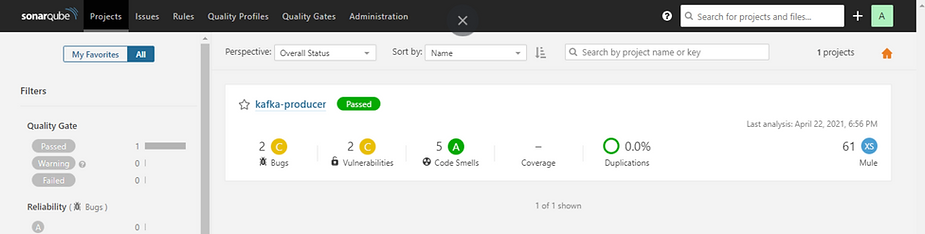 sonarqube Projects Issues Rules Quality Profiles Quality Gates Administration ? Search for projects and files... + A
My Favorites All
Perspective: Overall Status Sort by: Name Search by project name or key 1 projects
Filters
Quality Gate
Passed 1
Warning ? 0
Failed 0
Reliability ( Bugs )
A 0
kafka-producer Passed
Last analysis: April 22, 2021, 6:56 PM
2 C 2 C 5 A – 0.0% 61 XS
Bugs Vulnerabilities Code Smells Coverage Duplications Mule
1 of 1 shown